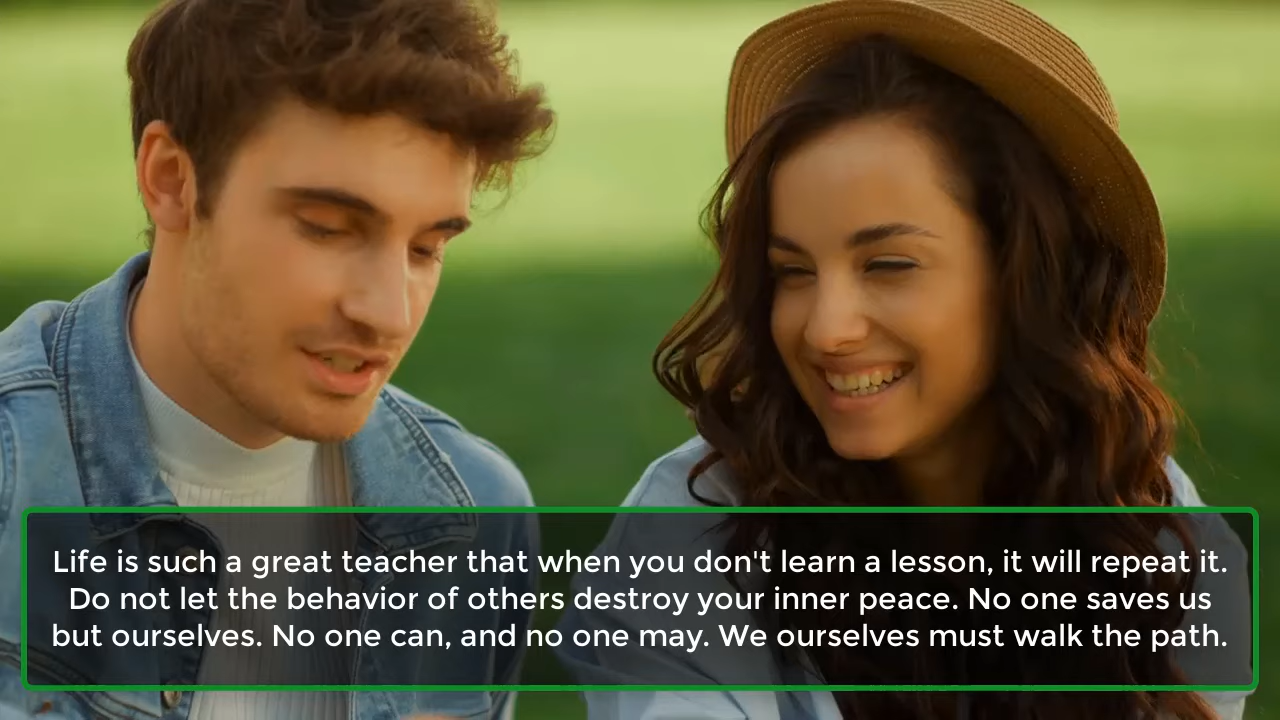 Life is such a great teacher that when you don't learn a lesson, it will repeat it.
Do not let the behavior of others destroy your inner peace. No one saves us
but ourselves. No one can, and no one may. We ourselves must walk the path.